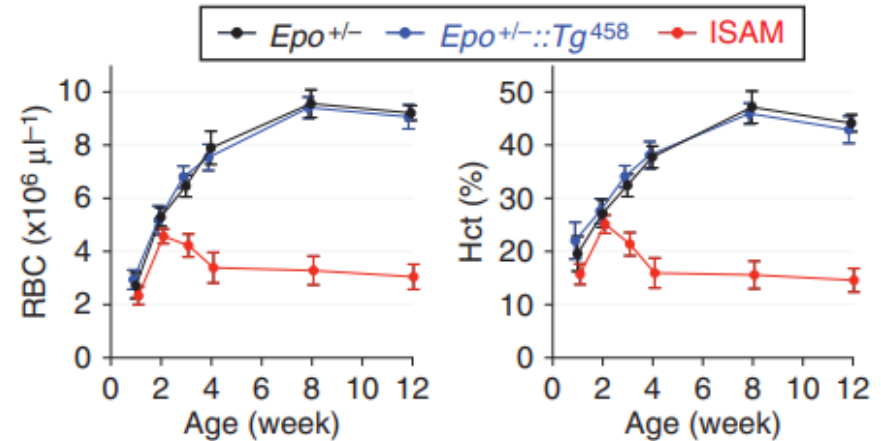 Epo+/– Epo+/–::Tg458 ISAM
RBC (x10⁶ µl⁻¹)
10
8
6
4
2
0
0 2 4 6 8 10 12
Age (week)
Hct (%)
50
40
30
20
10
0
0 2 4 6 8 10 12
Age (week)